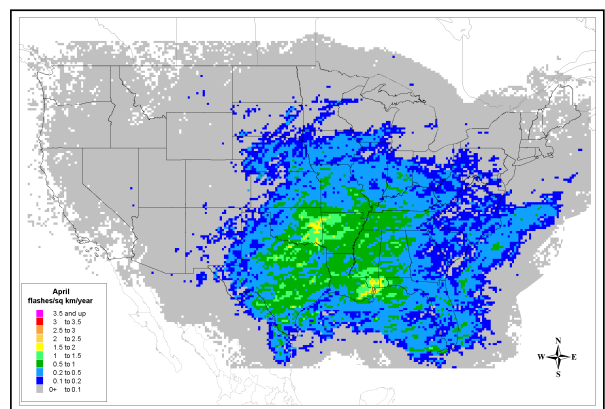 April
flashes/sq km/year
3.5 and up
3 to 3.5
2.5 to 3
2 to 2.5
1.5 to 2
1 to 1.5
0.5 to 1
0.2 to 0.5
0.1 to 0.2
0+ to 0.1
N
W E
S